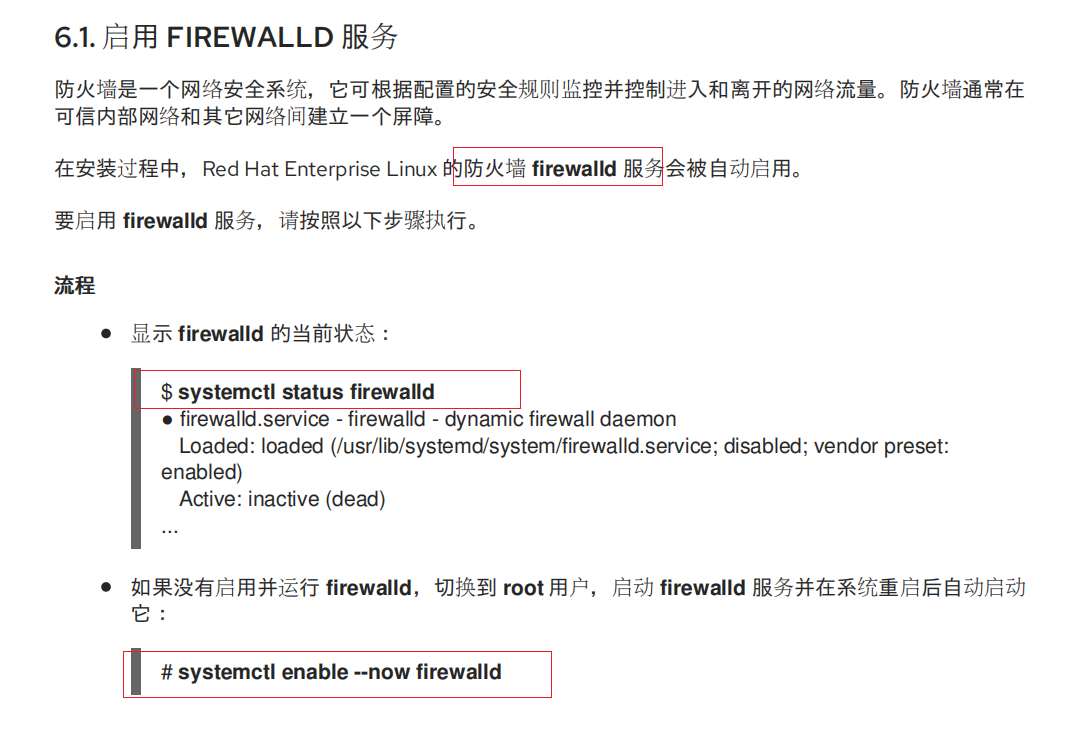 6.1. 启用 FIREWALLD 服务
防火墙是一个网络安全系统，它可根据配置的安全规则监控并控制进入和离开的网络流量。防火墙通常在
可信内部网络和其它网络间建立一个屏障。
在安装过程中，Red Hat Enterprise Linux 的防火墙 firewalld 服务会被自动启用。
要启用 firewalld 服务，请按照以下步骤执行。
流程
● 显示 firewalld 的当前状态：
$ systemctl status firewalld
● firewalld.service - firewalld - dynamic firewall daemon
Loaded: loaded (/usr/lib/systemd/system/firewalld.service; disabled; vendor preset:
enabled)
Active: inactive (dead)
...
● 如果没有启用并运行 firewalld，切换到 root 用户，启动 firewalld 服务并在系统重启后自动启动
它：
# systemctl enable --now firewalld